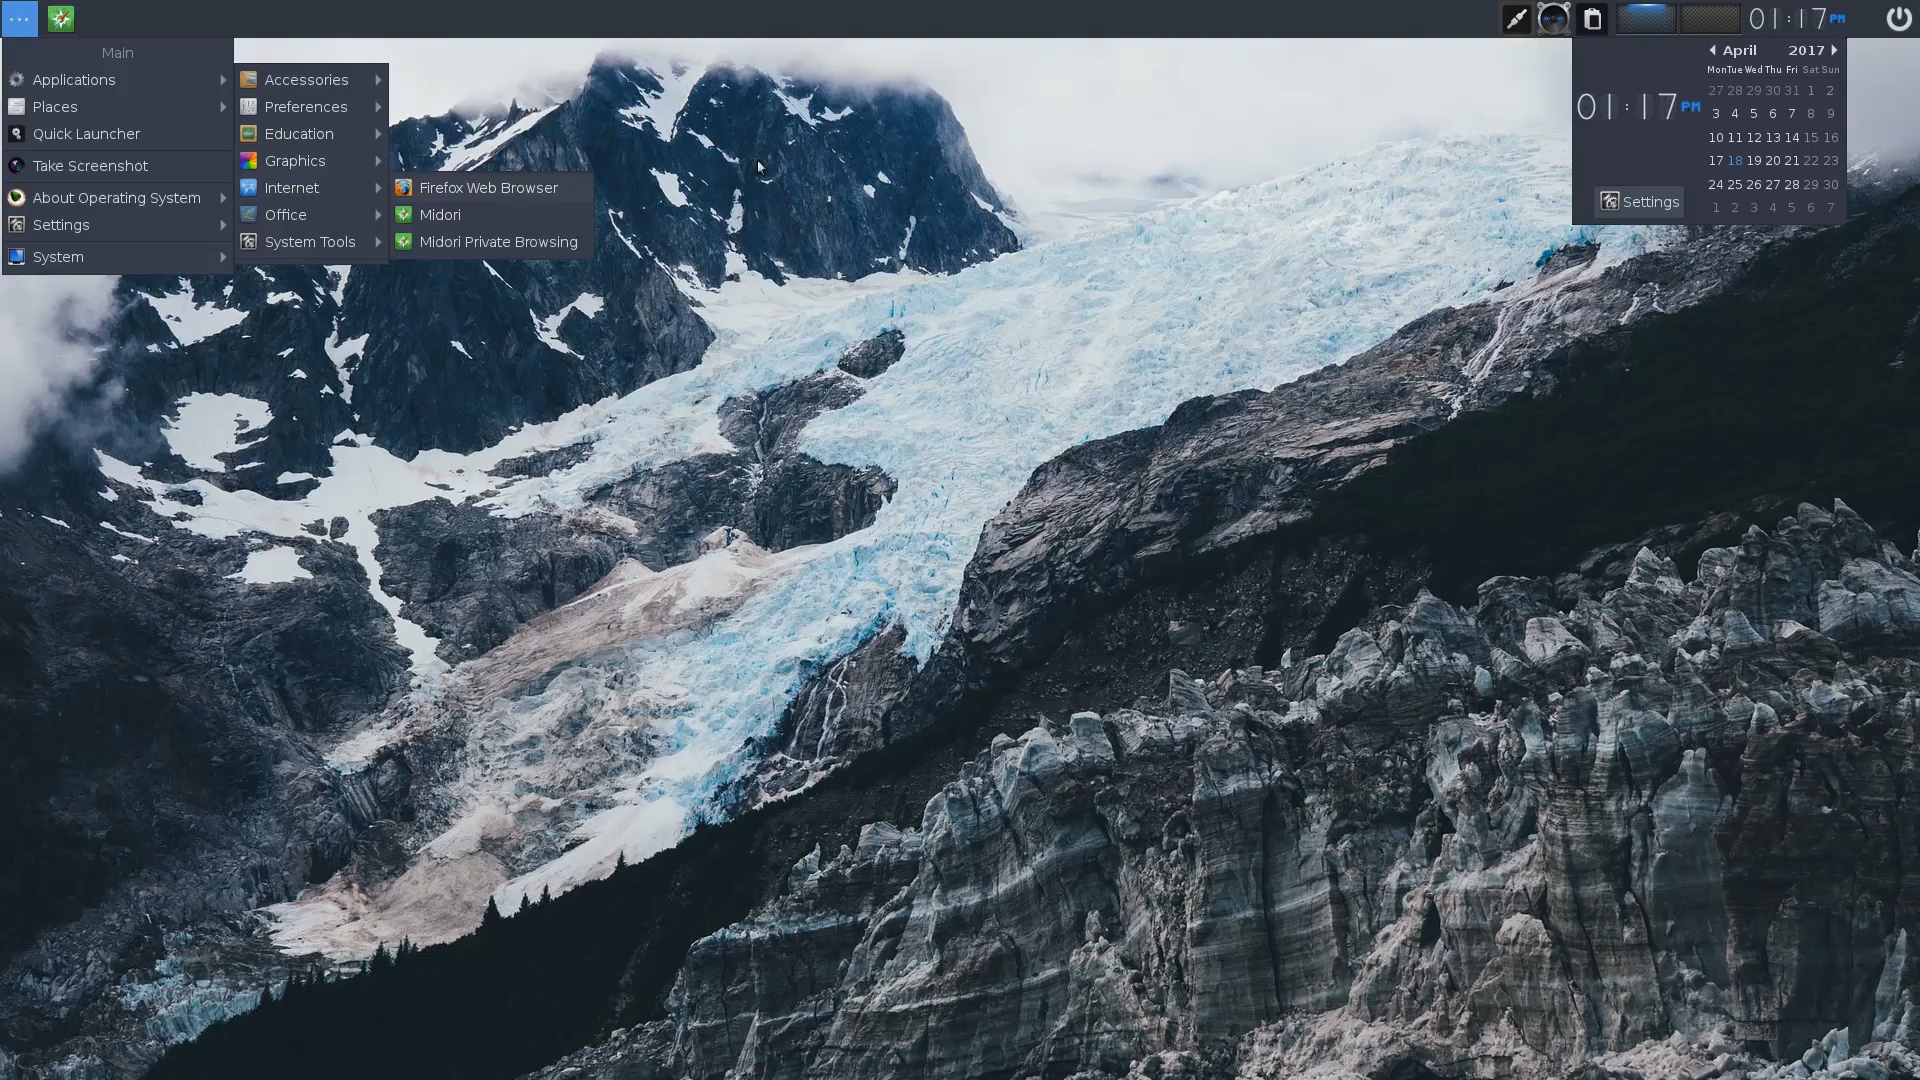 01:17 PM
Main
Applications
Places
Quick Launcher
Take Screenshot
About Operating System
Settings
System
Accessories
Preferences
Education
Graphics
Internet
Office
System Tools
Firefox Web Browser
Midori
Midori Private Browsing
01:17 PM
Settings
April 2017
Mon Tue Wed Thu Fri Sat Sun
27 28 29 30 31 1 2
3 4 5 6 7 8 9
10 11 12 13 14 15 16
17 18 19 20 21 22 23
24 25 26 27 28 29 30
1 2 3 4 5 6 7